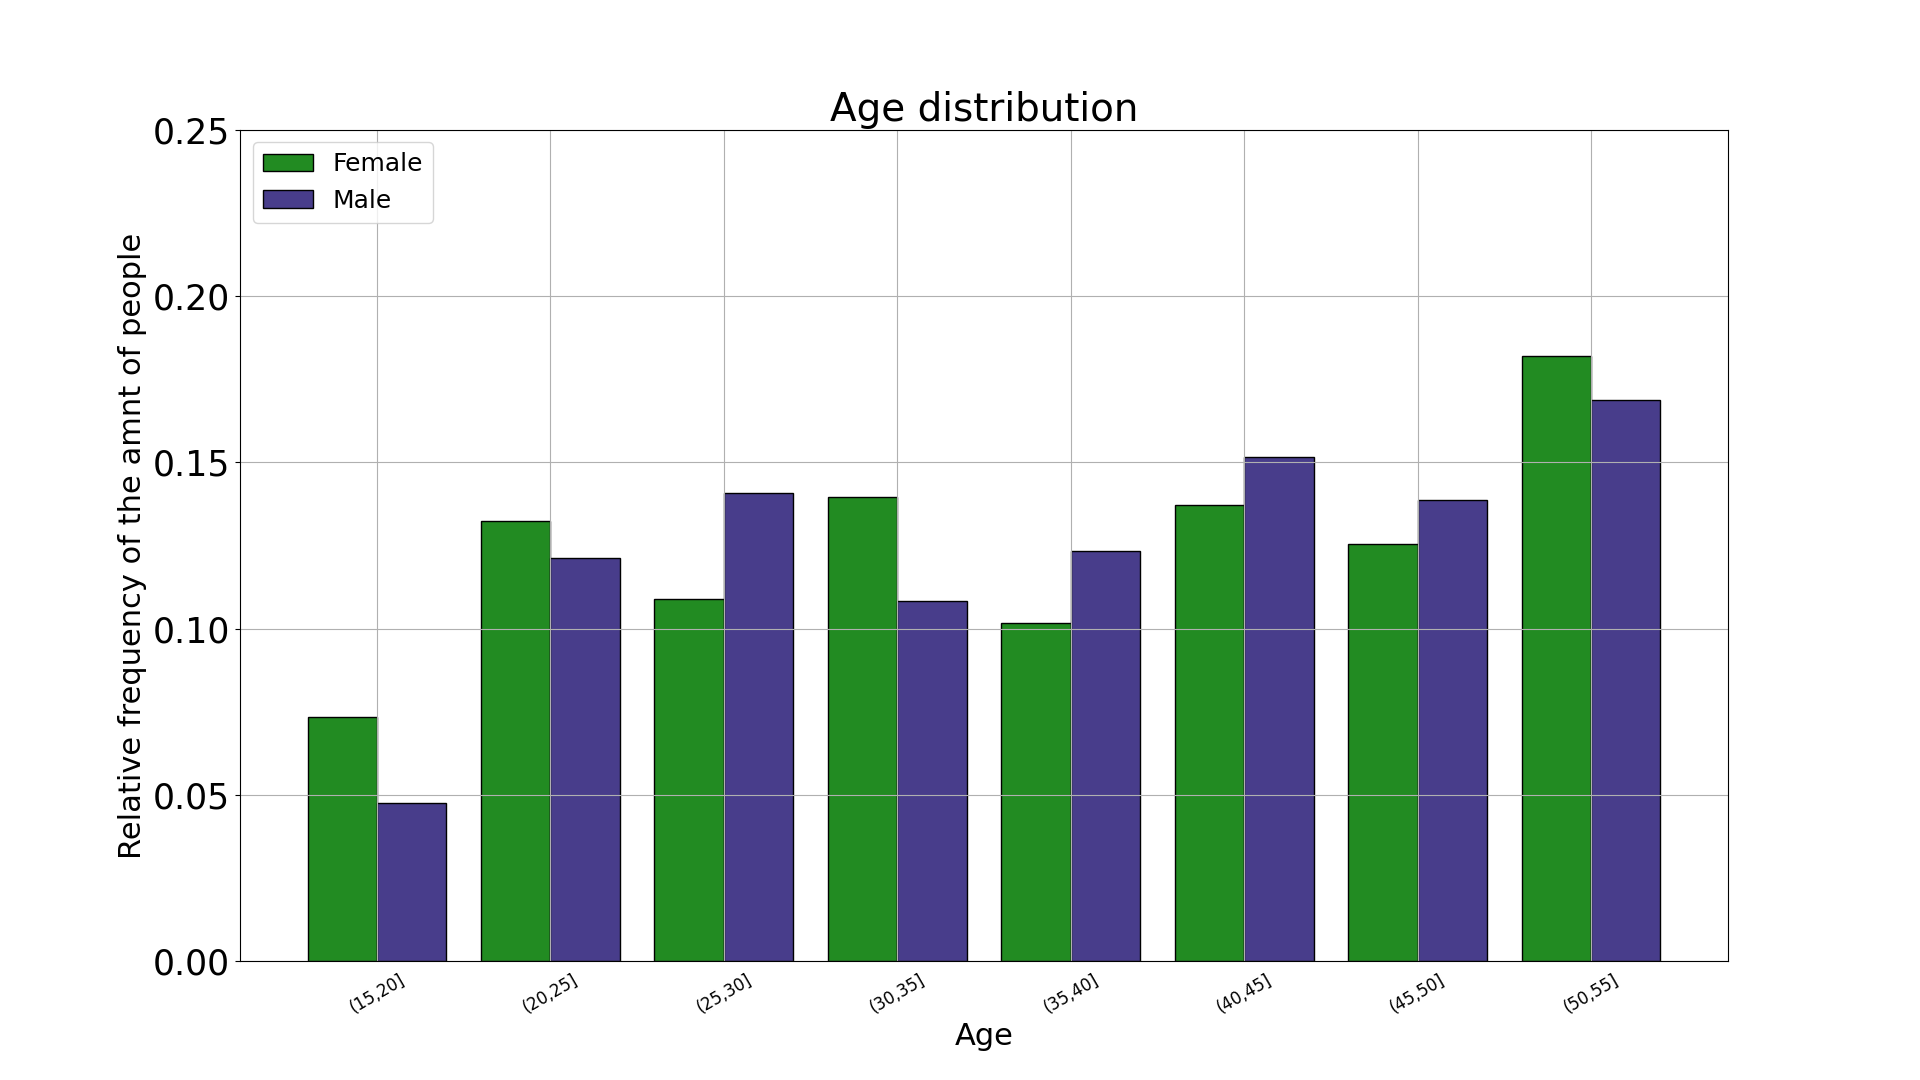 Age distribution
Female
Male
Relative frequency of the amnt of people
0.25
0.20
0.15
0.10
0.05
0.00
(15,20]
(20,25]
(25,30]
(30,35]
(35,40]
(40,45]
(45,50]
(50,55]
Age